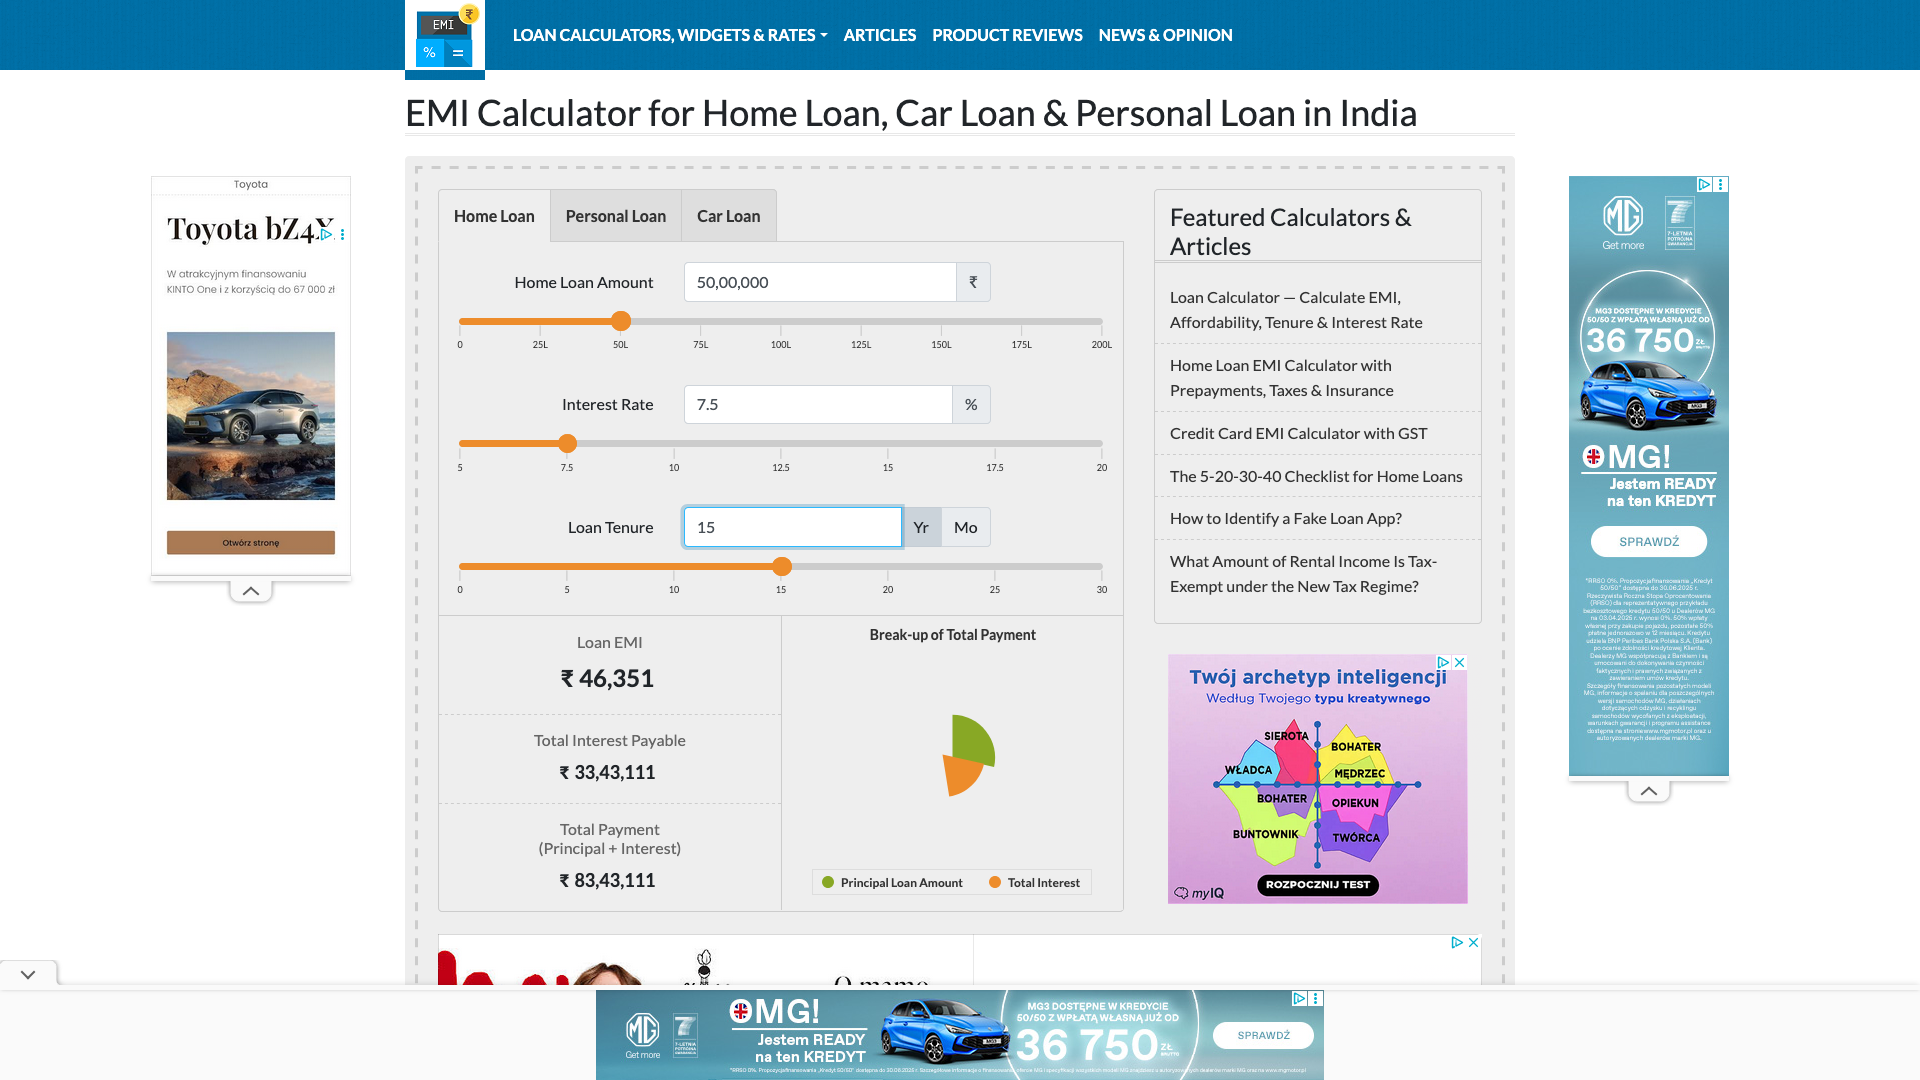 EMI
₹
%
=
LOAN CALCULATORS, WIDGETS & RATES
ARTICLES
PRODUCT REVIEWS
NEWS & OPINION
EMI Calculator for Home Loan, Car Loan & Personal Loan in India
Toyota
Toyota bZ4X
W atrakcyjnym finansowaniu
KINTO One i z korzyścią do 67 000 zł
Otwórz stronę
Home Loan
Personal Loan
Car Loan
Home Loan Amount
50,00,000
₹
0
25L
50L
75L
100L
125L
150L
175L
200L
Interest Rate
7.5
%
5
7.5
10
12.5
15
17.5
20
Loan Tenure
15
Yr
Mo
0
5
10
15
20
25
30
Loan EMI
₹ 46,351
Total Interest Payable
₹ 33,43,111
Total Payment
(Principal + Interest)
₹ 83,43,111
Break-up of Total Payment
Principal Loan Amount
Total Interest
Featured Calculators &
Articles
Loan Calculator — Calculate EMI,
Affordability, Tenure & Interest Rate
Home Loan EMI Calculator with
Prepayments, Taxes & Insurance
Credit Card EMI Calculator with GST
The 5-20-30-40 Checklist for Home Loans
How to Identify a Fake Loan App?
What Amount of Rental Income Is Tax-
Exempt under the New Tax Regime?
Twój archetyp inteligencji
Według Twojego typu kreatywnego
SIEROTA
BOHATER
WŁADCA
MĘDRZEC
BOHATER
OPIEKUN
BUNTOWNIK
TWÓRCA
myIQ
ROZPOCZNIJ TEST
MG
Get more
7
7-LETNIA
POTRÓJNA
GWARANCJA
MG3 DOSTĘPNE W KREDYCIE
50/50 Z WPŁATĄ WŁASNĄ JUŻ OD
36 750 ZŁ
BRUTTO
MG3
OMG!
Jestem READY
na ten KREDYT
SPRAWDŹ
MG
Get more
7
OMG!
Jestem READY
na ten KREDYT
MG3 DOSTĘPNE W KREDYCIE
50/50 Z WPŁATĄ WŁASNĄ JUŻ OD
36 750 ZŁ
BRUTTO
SPRAWDŹ